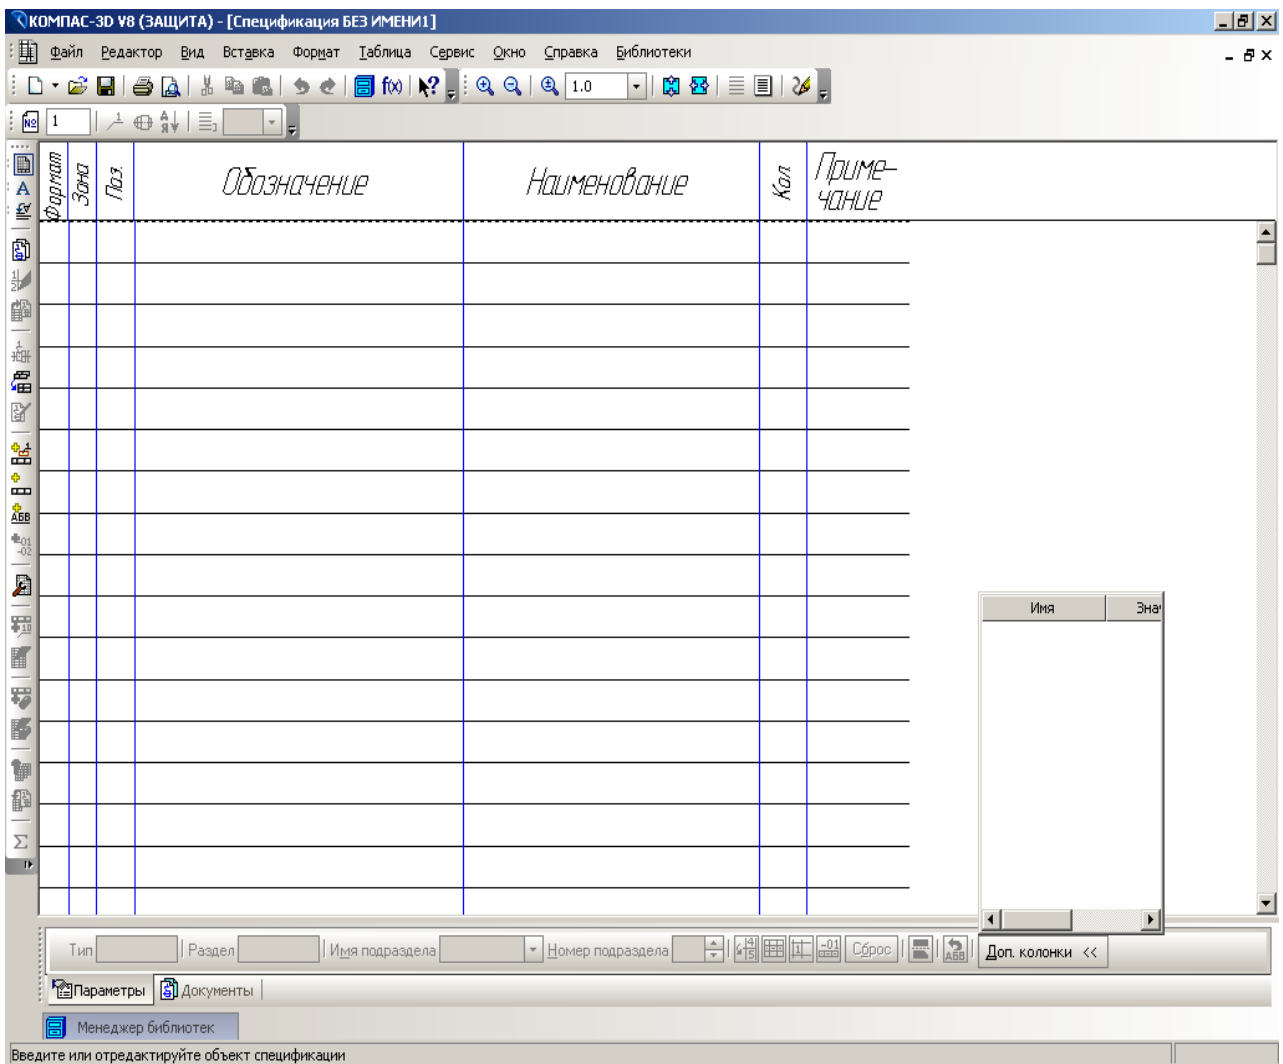 КОМПАС-3D V8 (ЗАЩИТА) - [Спецификация БЕЗ ИМЕНИ1]
Файл Редактор Вид Вставка Формат Таблица Сервис Окно Справка Библиотеки
f(x) 1.0
№ 1
Формат Зона Поз. Обозначение Наименование Кол. Приме-
чание
Имя Знач
Тип Раздел Имя подраздела Номер подраздела Сброс Доп. колонки <<
Параметры Документы
Менеджер библиотек
Введите или отредактируйте объект спецификации